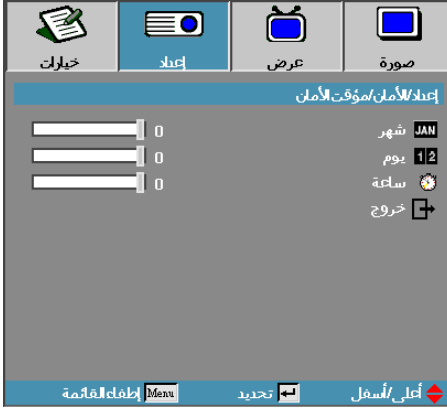 صورة عرض إعداد خيارات
إعداد/الأمان/مؤقت الأمان
JAN شهر 0
12 يوم 0
ساعة 0
خروج
أعلى/أسفل تحديد Menu إطفاء القائمة